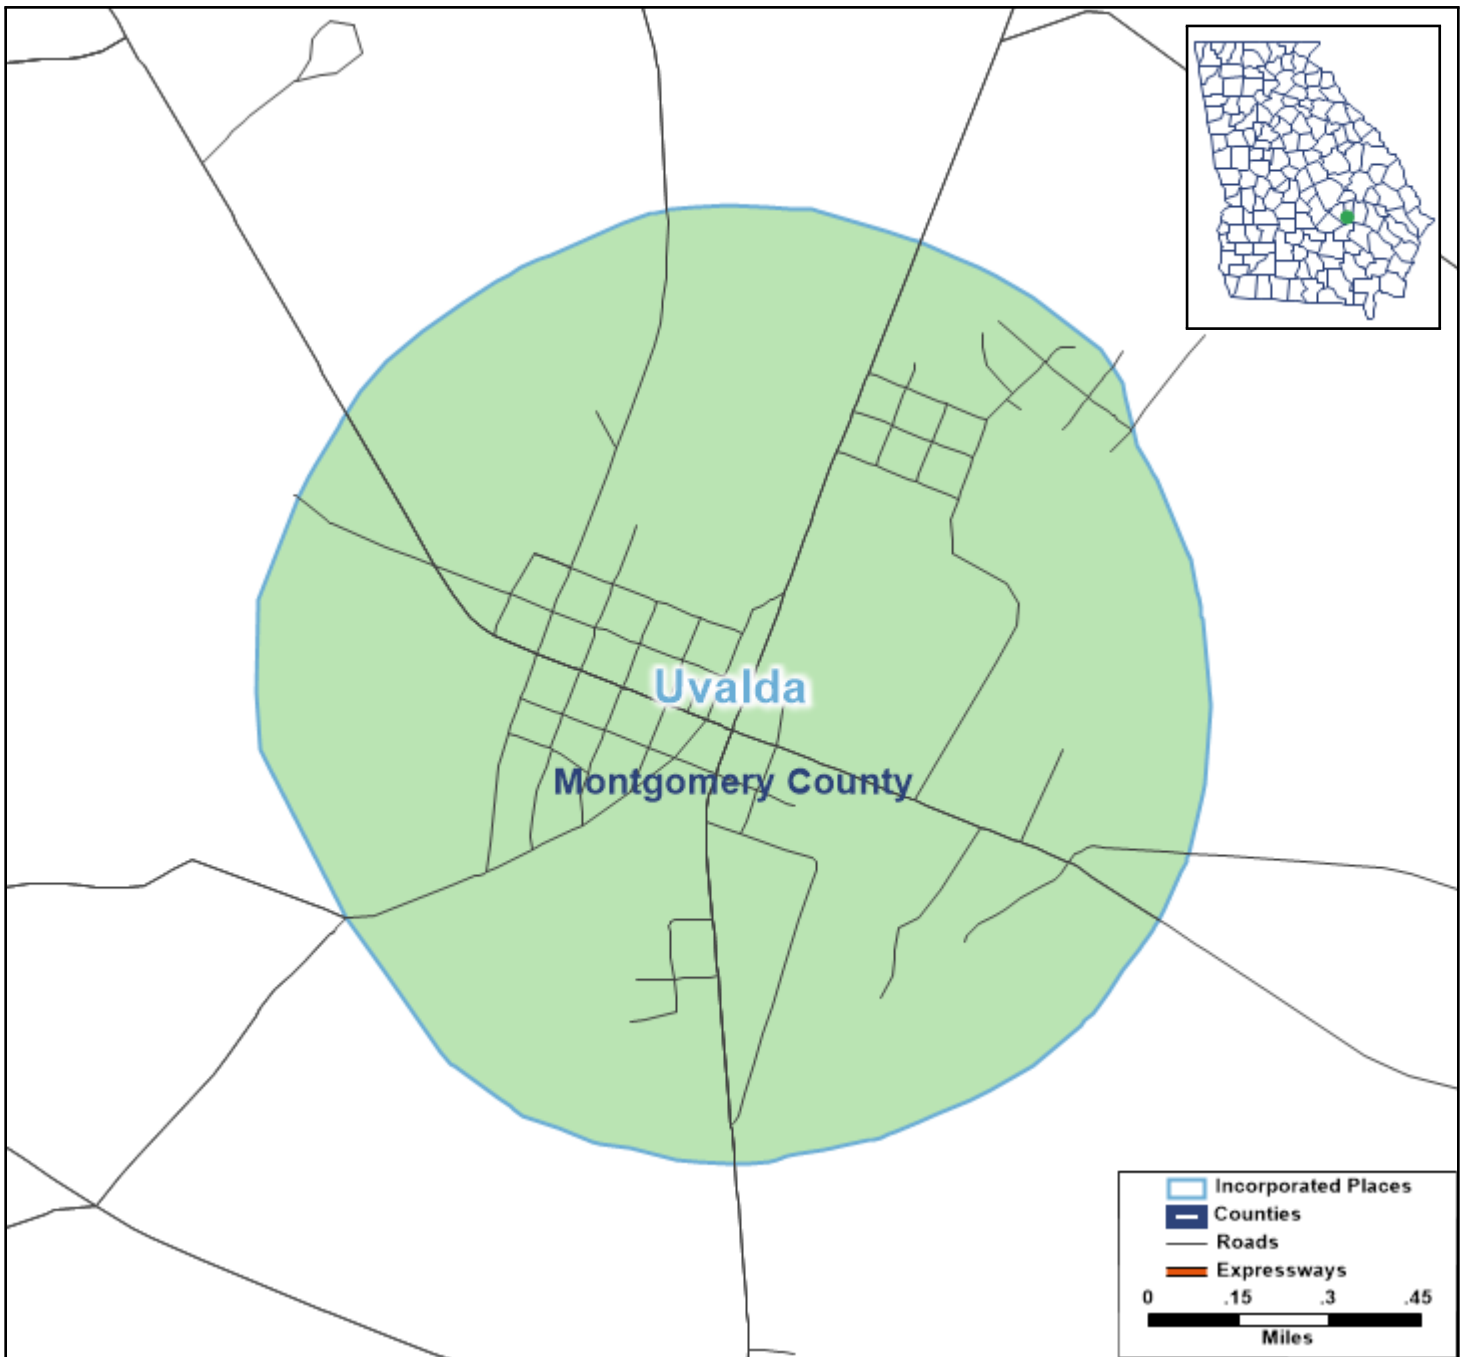 Uvalda
Montgomery County
Incorporated Places
Counties
Roads
Expressways
0 .15 .3 .45
Miles